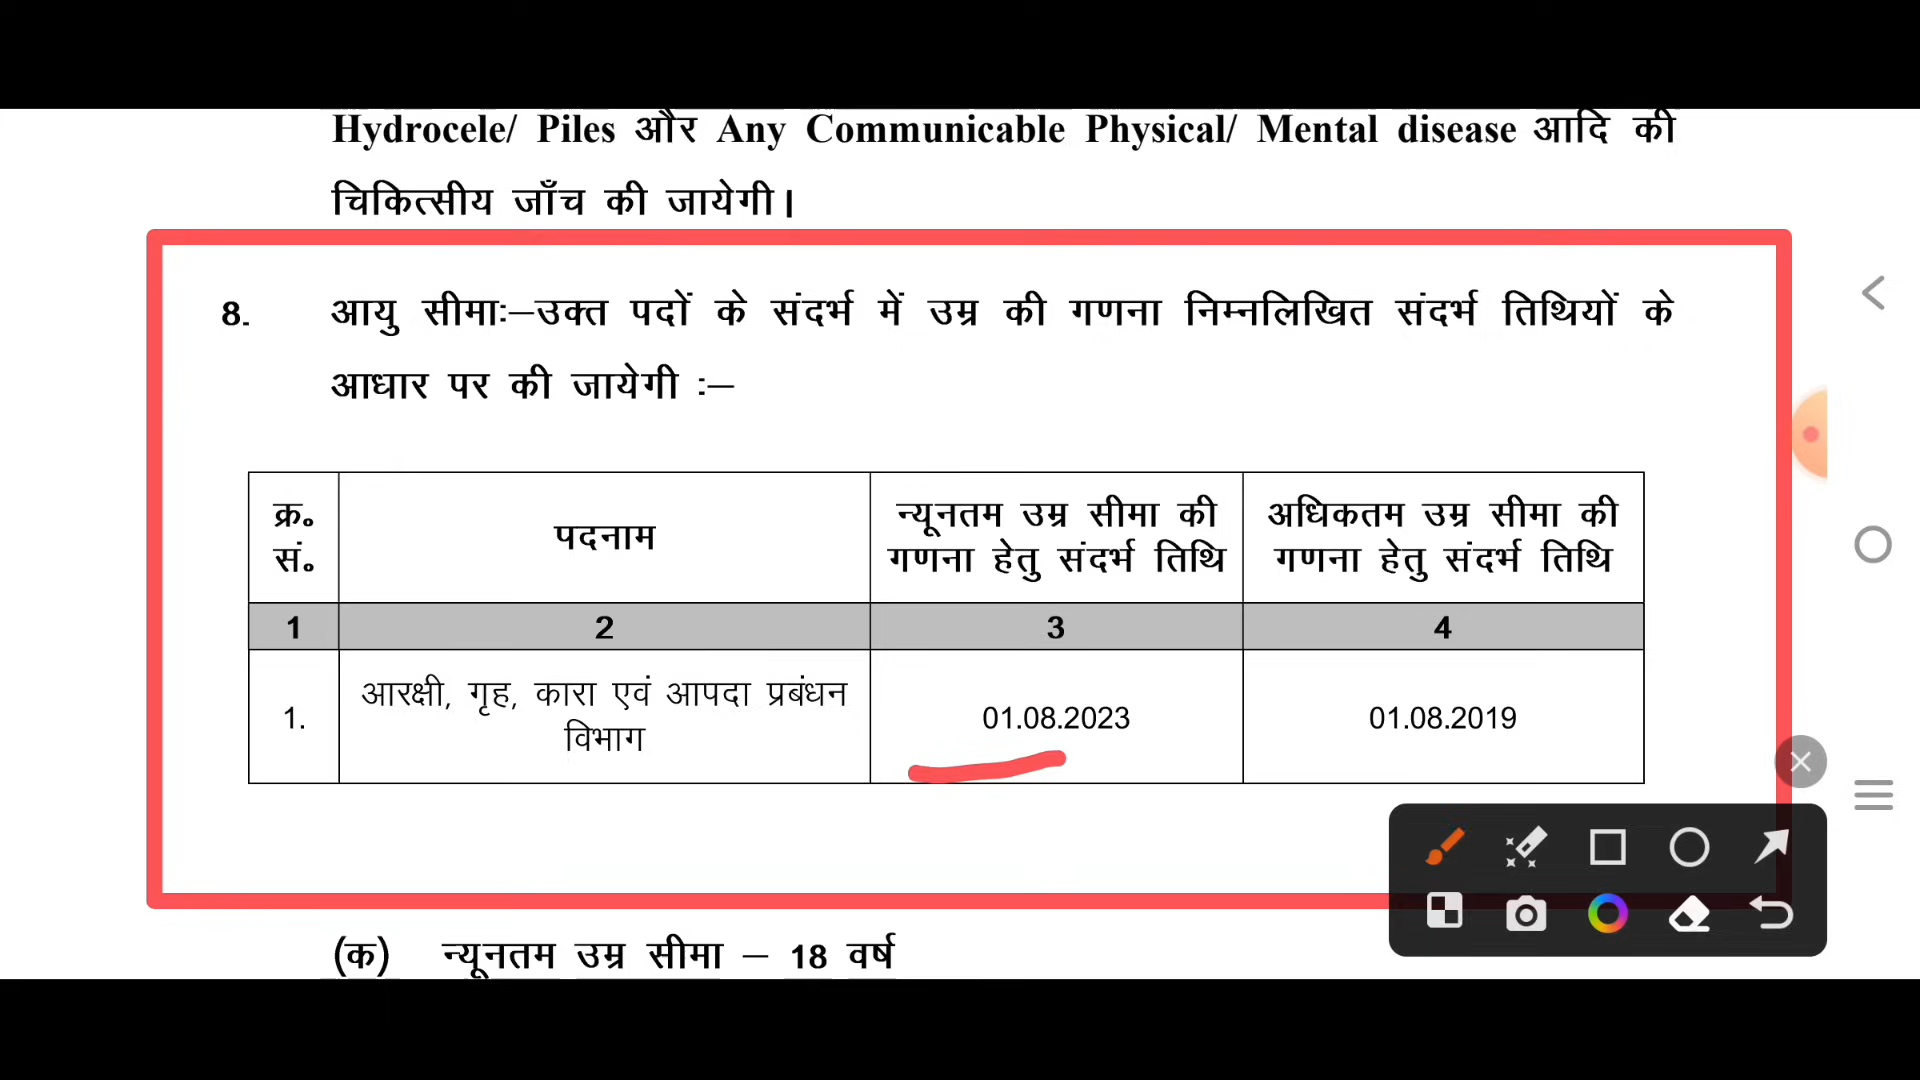 Hydrocele/ Piles और Any Communicable Physical/ Mental disease आदि की
चिकित्सीय जाँच की जायेगी।
8. आयु सीमाः–उक्त पदों के संदर्भ में उम्र की गणना निम्नलिखित संदर्भ तिथियों के
आधार पर की जायेगी :–
क्र॰ सं॰
पदनाम
न्यूनतम उम्र सीमा की
गणना हेतु संदर्भ तिथि
अधिकतम उम्र सीमा की
गणना हेतु संदर्भ तिथि
1 2 3 4
1.
आरक्षी, गृह, कारा एवं आपदा प्रबंधन
विभाग
01.08.2023
01.08.2019
(क) न्यूनतम उम्र सीमा – 18 वर्ष